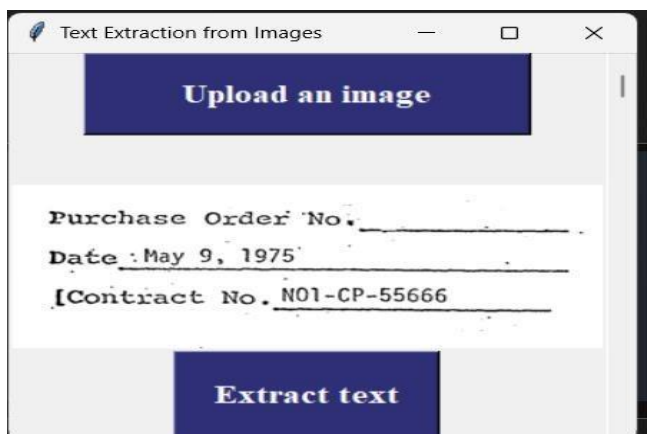 Text Extraction from Images
Upload an image
Purchase Order No.
Date : May 9, 1975
[Contract No. N01-CP-55666
Extract text